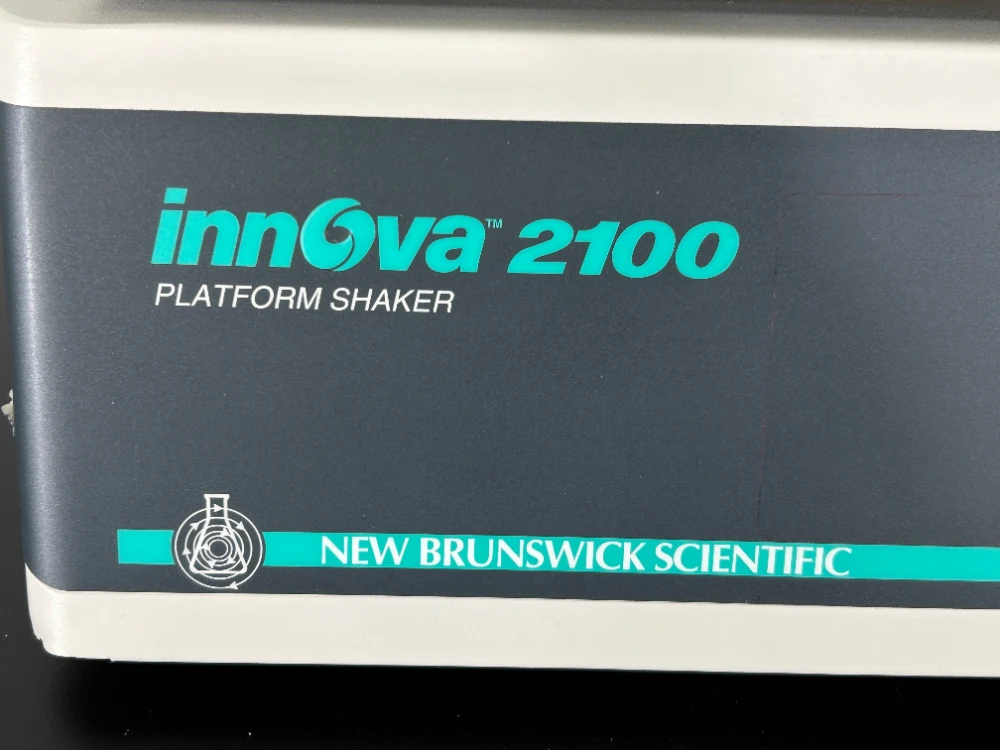 innova™ 2100
PLATFORM SHAKER
NEW BRUNSWICK SCIENTIFIC